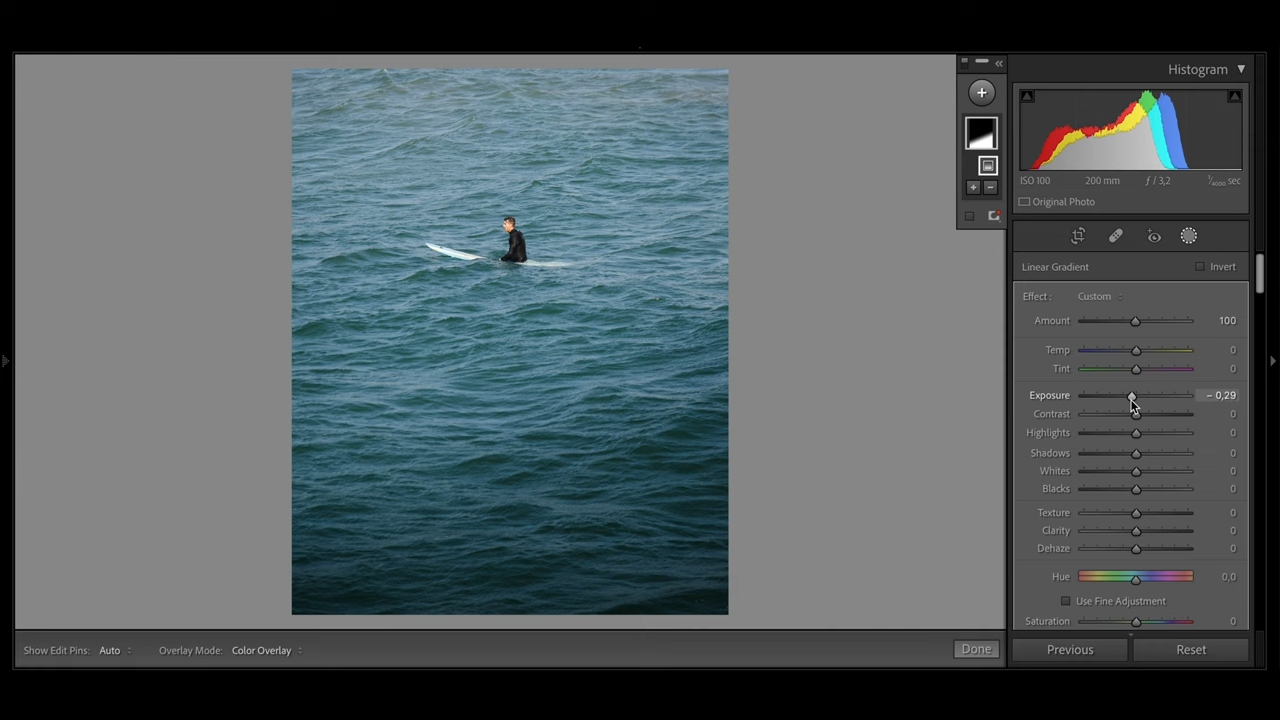 Histogram
ISO 100 200 mm ƒ / 3,2 1/4000 sec
Original Photo
Linear Gradient Invert
Effect : Custom
Amount 100
Temp 0
Tint 0
Exposure – 0,29
Contrast 0
Highlights 0
Shadows 0
Whites 0
Blacks 0
Texture 0
Clarity 0
Dehaze 0
Hue 0,0
Use Fine Adjustment
Saturation 0
Show Edit Pins: Auto Overlay Mode: Color Overlay Done Previous Reset